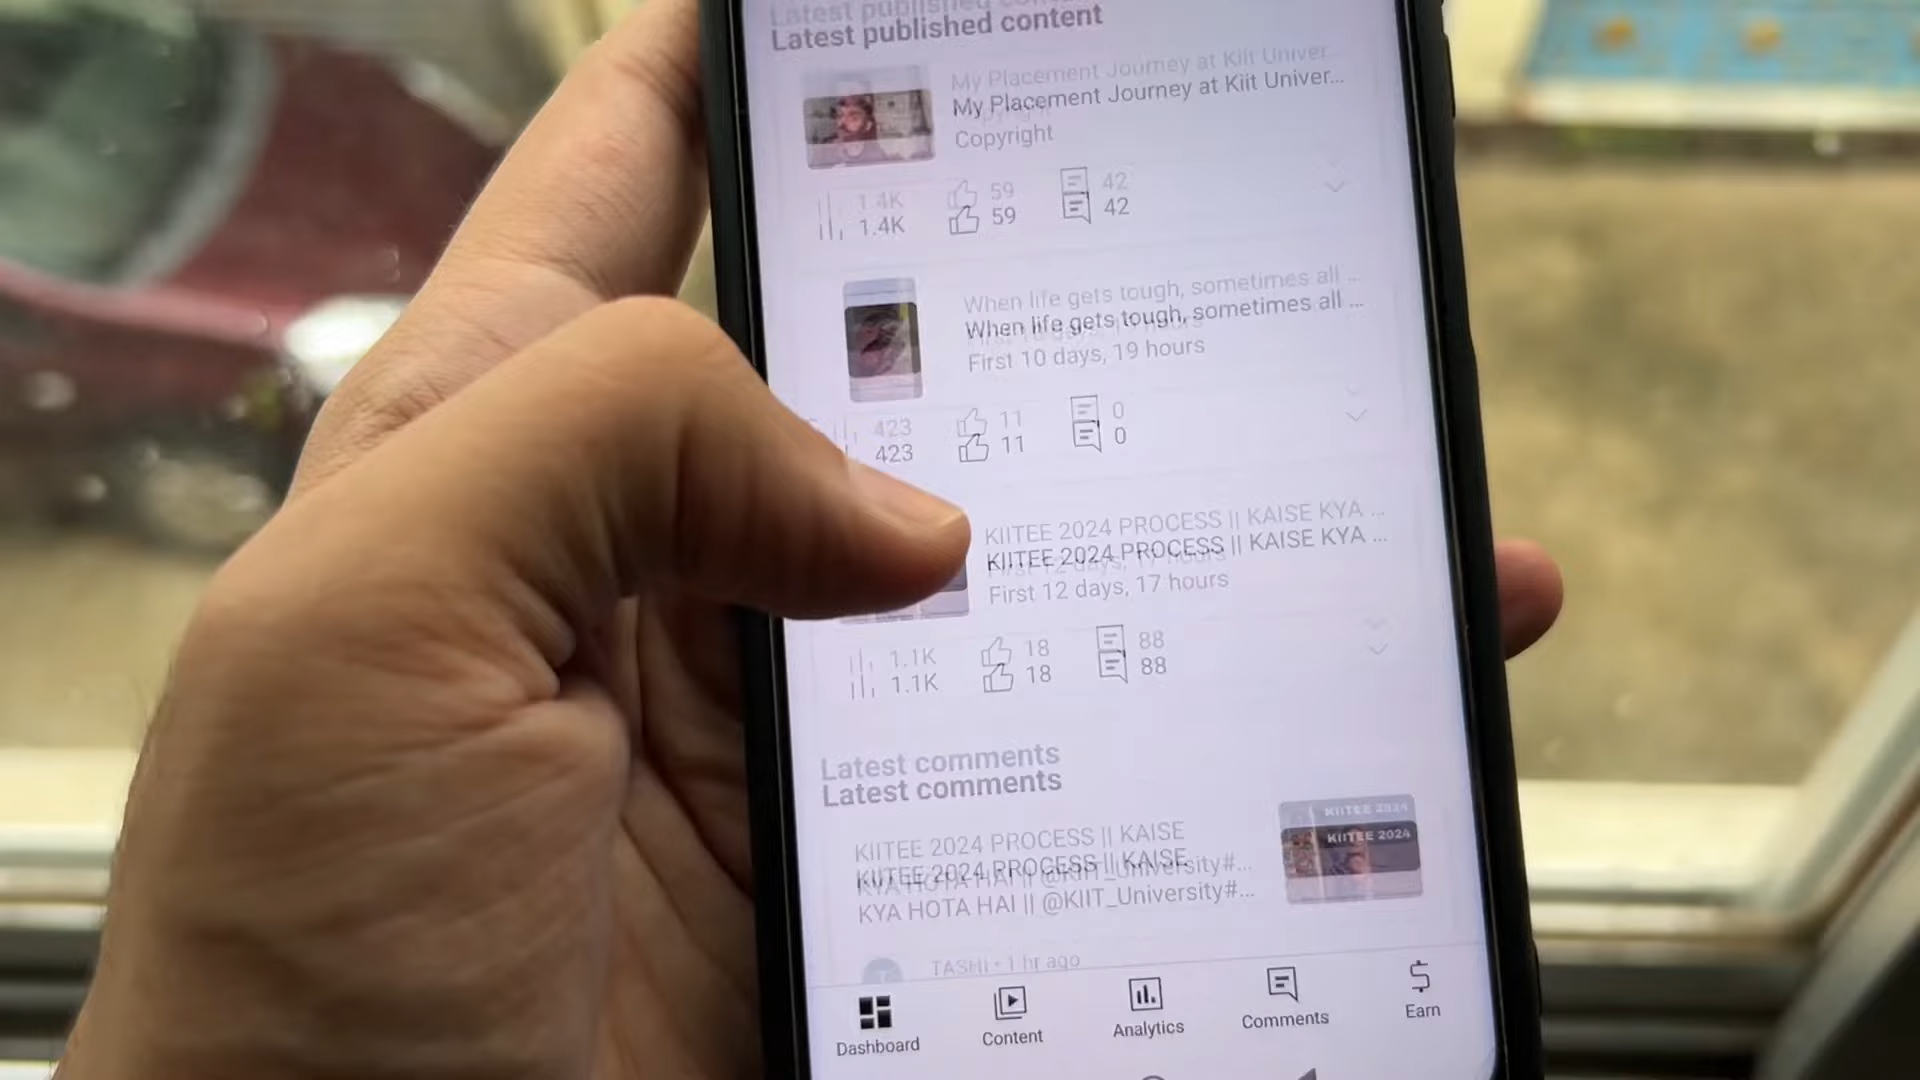 Latest published content
My Placement Journey at Kiit Univer...
Copyright
1.4K 59 42
When life gets tough, sometimes all ...
First 10 days, 19 hours
423 11 0
KIITEE 2024 PROCESS || KAISE KYA ...
First 12 days, 17 hours
1.1K 18 88
Latest comments
KIITEE 2024 PROCESS || KAISE
KYA HOTA HAI || @KIIT_University#...
KIITEE 2024
TASHI • 1 hr ago
Dashboard Content Analytics Comments Earn